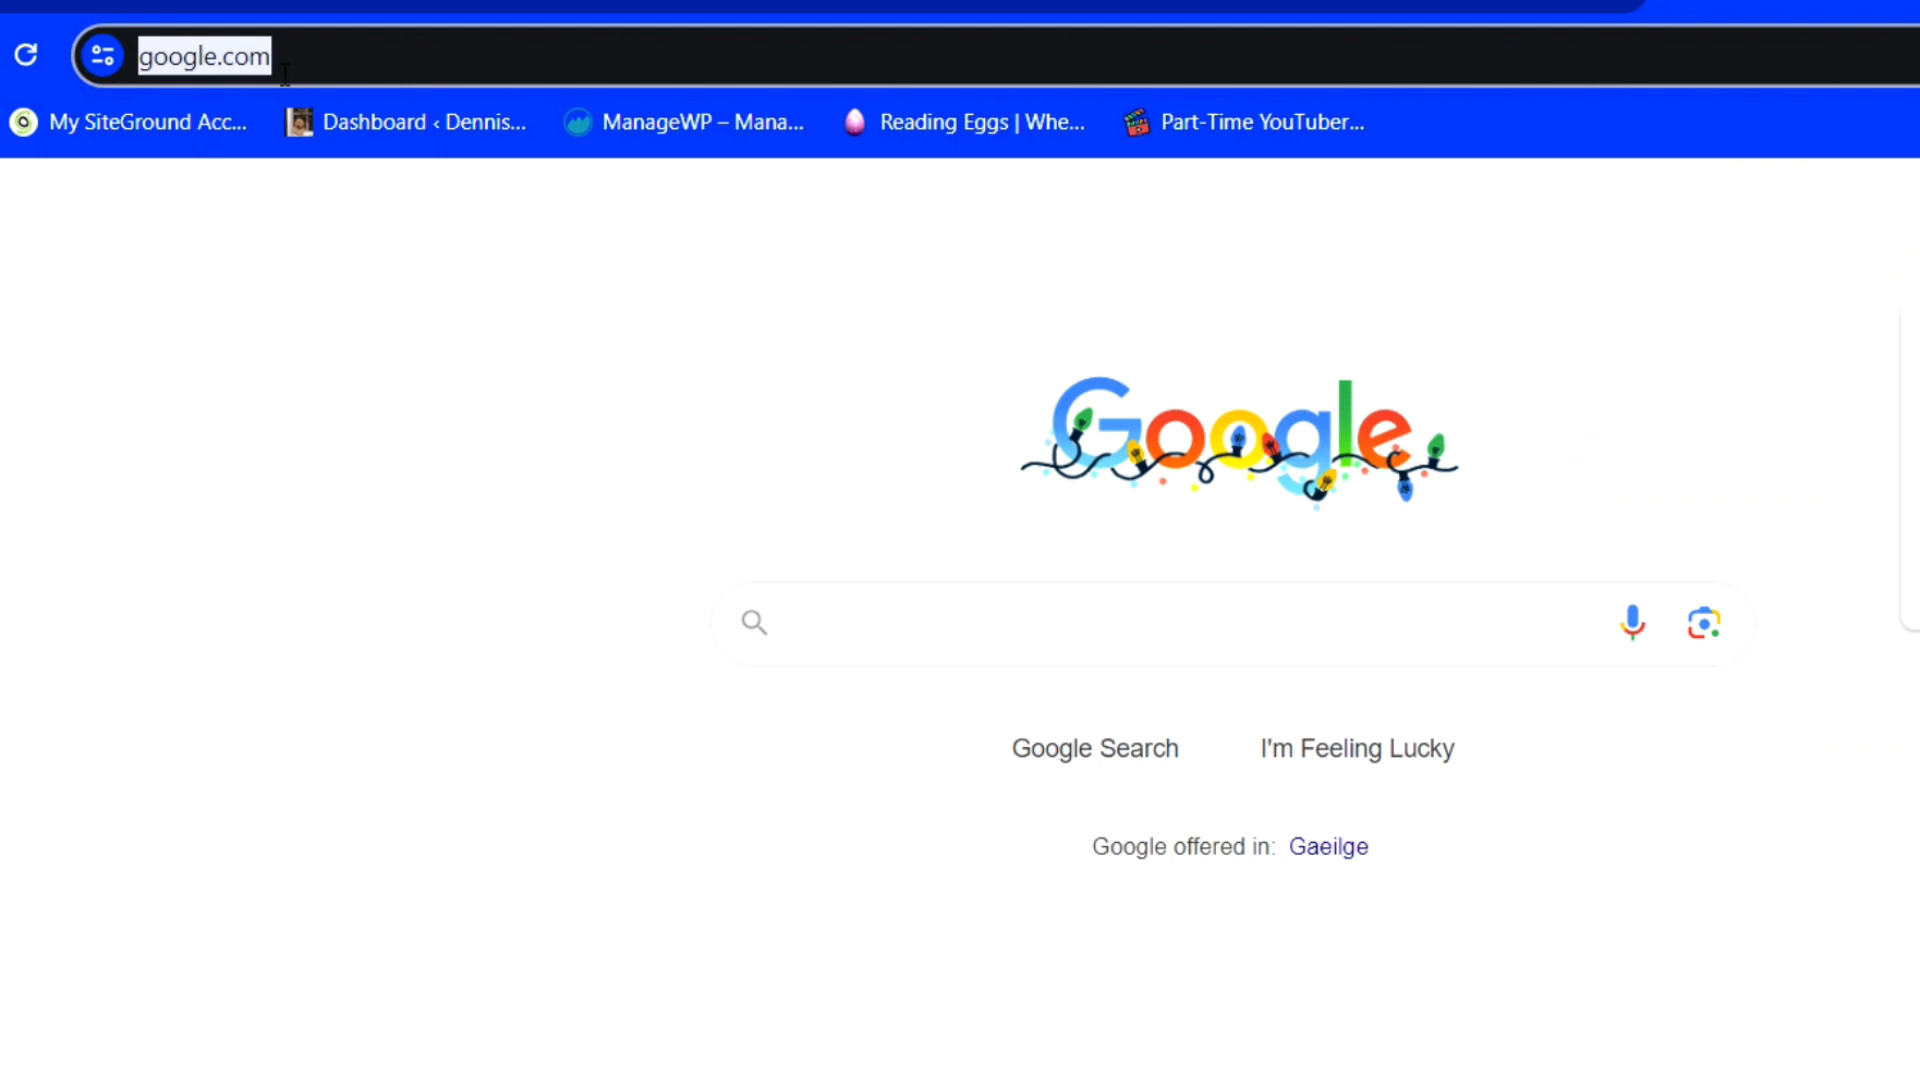 google.com
My SiteGround Acc...
Dashboard ‹ Dennis...
ManageWP – Mana...
Reading Eggs | Whe...
Part-Time YouTuber...
Google
Google Search
I'm Feeling Lucky
Google offered in: Gaeilge